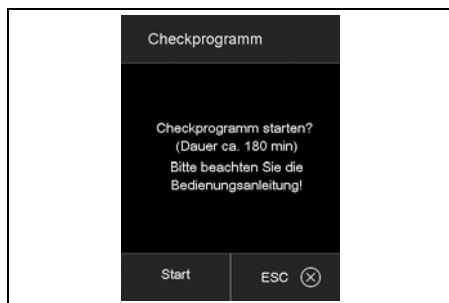 Checkprogramm
Checkprogramm starten?
(Dauer ca. 180 min)
Bitte beachten Sie die
Bedienungsanleitung!
Start
ESC